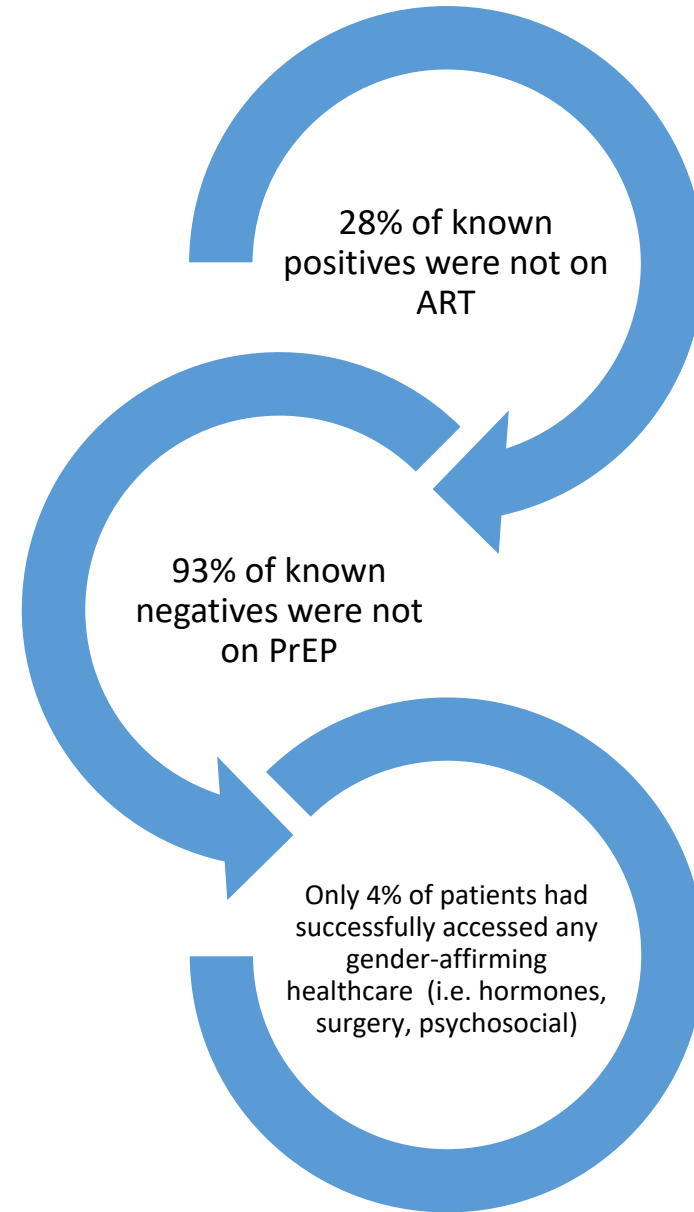 28% of known
positives were not on
ART
93% of known
negatives were not
on PrEP
Only 4% of patients had
successfully accessed any
gender-affirming
healthcare  (i.e. hormones,
surgery, psychosocial)